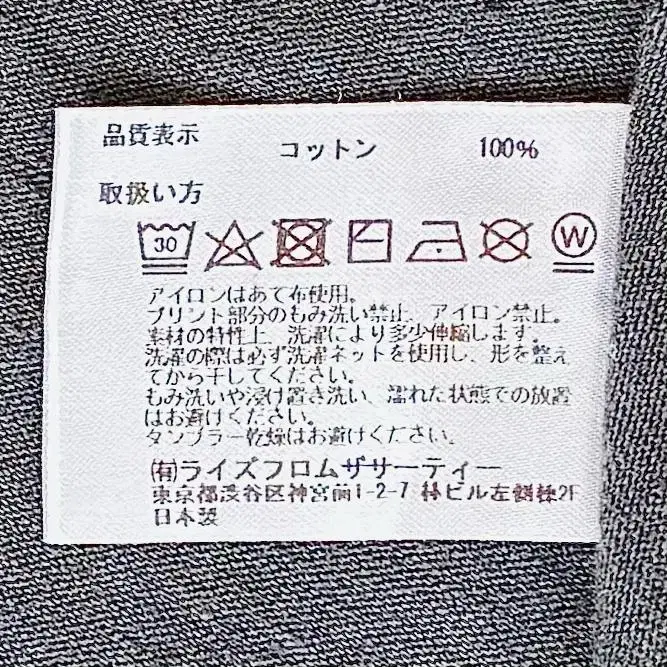 品質表示
コットン 100%
取扱い方
30
W
アイロンはあて布使用。
プリント部分のもみ洗い禁止、アイロン禁止。
素材の特性上、洗濯により多少伸縮します。
洗濯の際は必ず洗濯ネットを使用し、形を整え
てから干してください。
もみ洗いや浸け置き洗い、濡れた状態での放置
はお避けください。
タンブラー乾燥はお避けください。
㈲ライズフロムザサーティー
東京都渋谷区神宮前1-2-7 林ビル左側棟2F
日本製